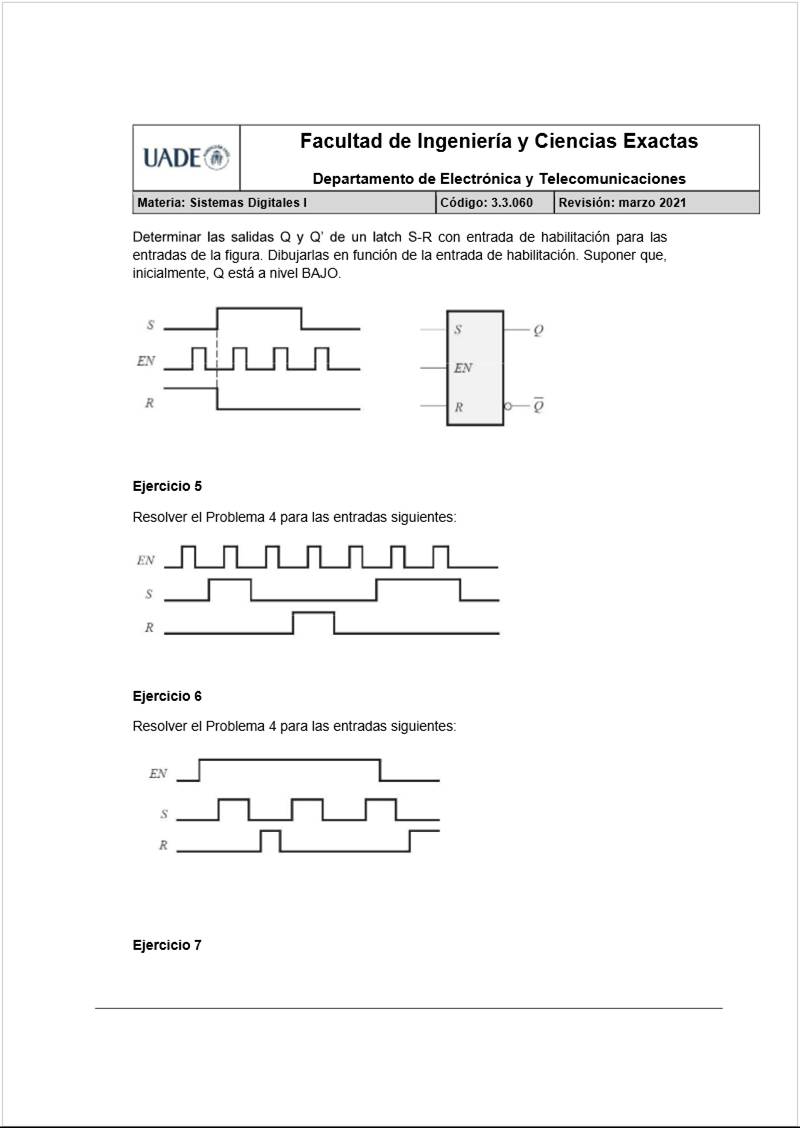 UADE
Facultad de Ingeniería y Ciencias Exactas
Departamento de Electrónica y Telecomunicaciones
Materia: Sistemas Digitales I
Código: 3.3.060
Revisión: marzo 2021
Determinar las salidas Q y Q' de un latch S-R con entrada de habilitación para las
entradas de la figura. Dibujarlas en función de la entrada de habilitación. Suponer que,
inicialmente, Q está a nivel BAJO.
S
EN
R
S
Q
EN
R
Q̅
Ejercicio 5
Resolver el Problema 4 para las entradas siguientes:
EN
S
R
Ejercicio 6
Resolver el Problema 4 para las entradas siguientes:
EN
S
R
Ejercicio 7